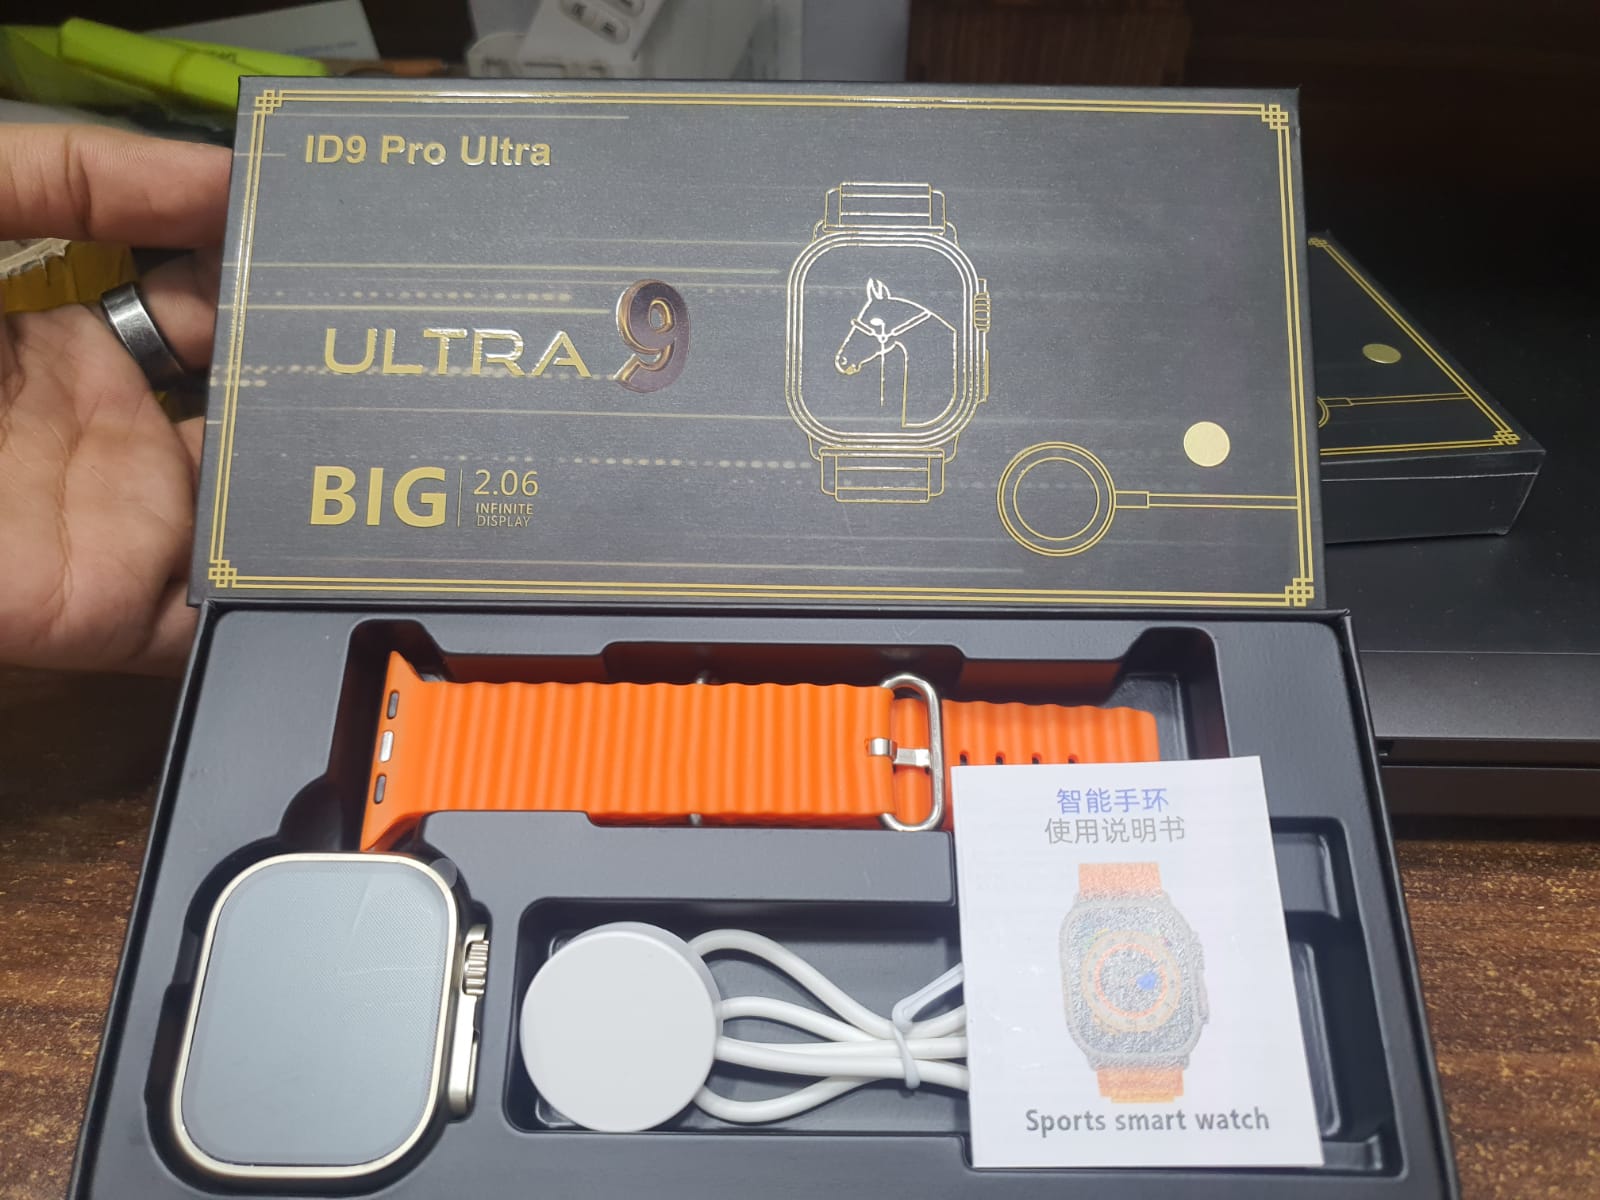 ID9 Pro Ultra
ULTRA 9
BIG
2.06
INFINITE
DISPLAY
智能手环
使用说明书
Sports smart watch